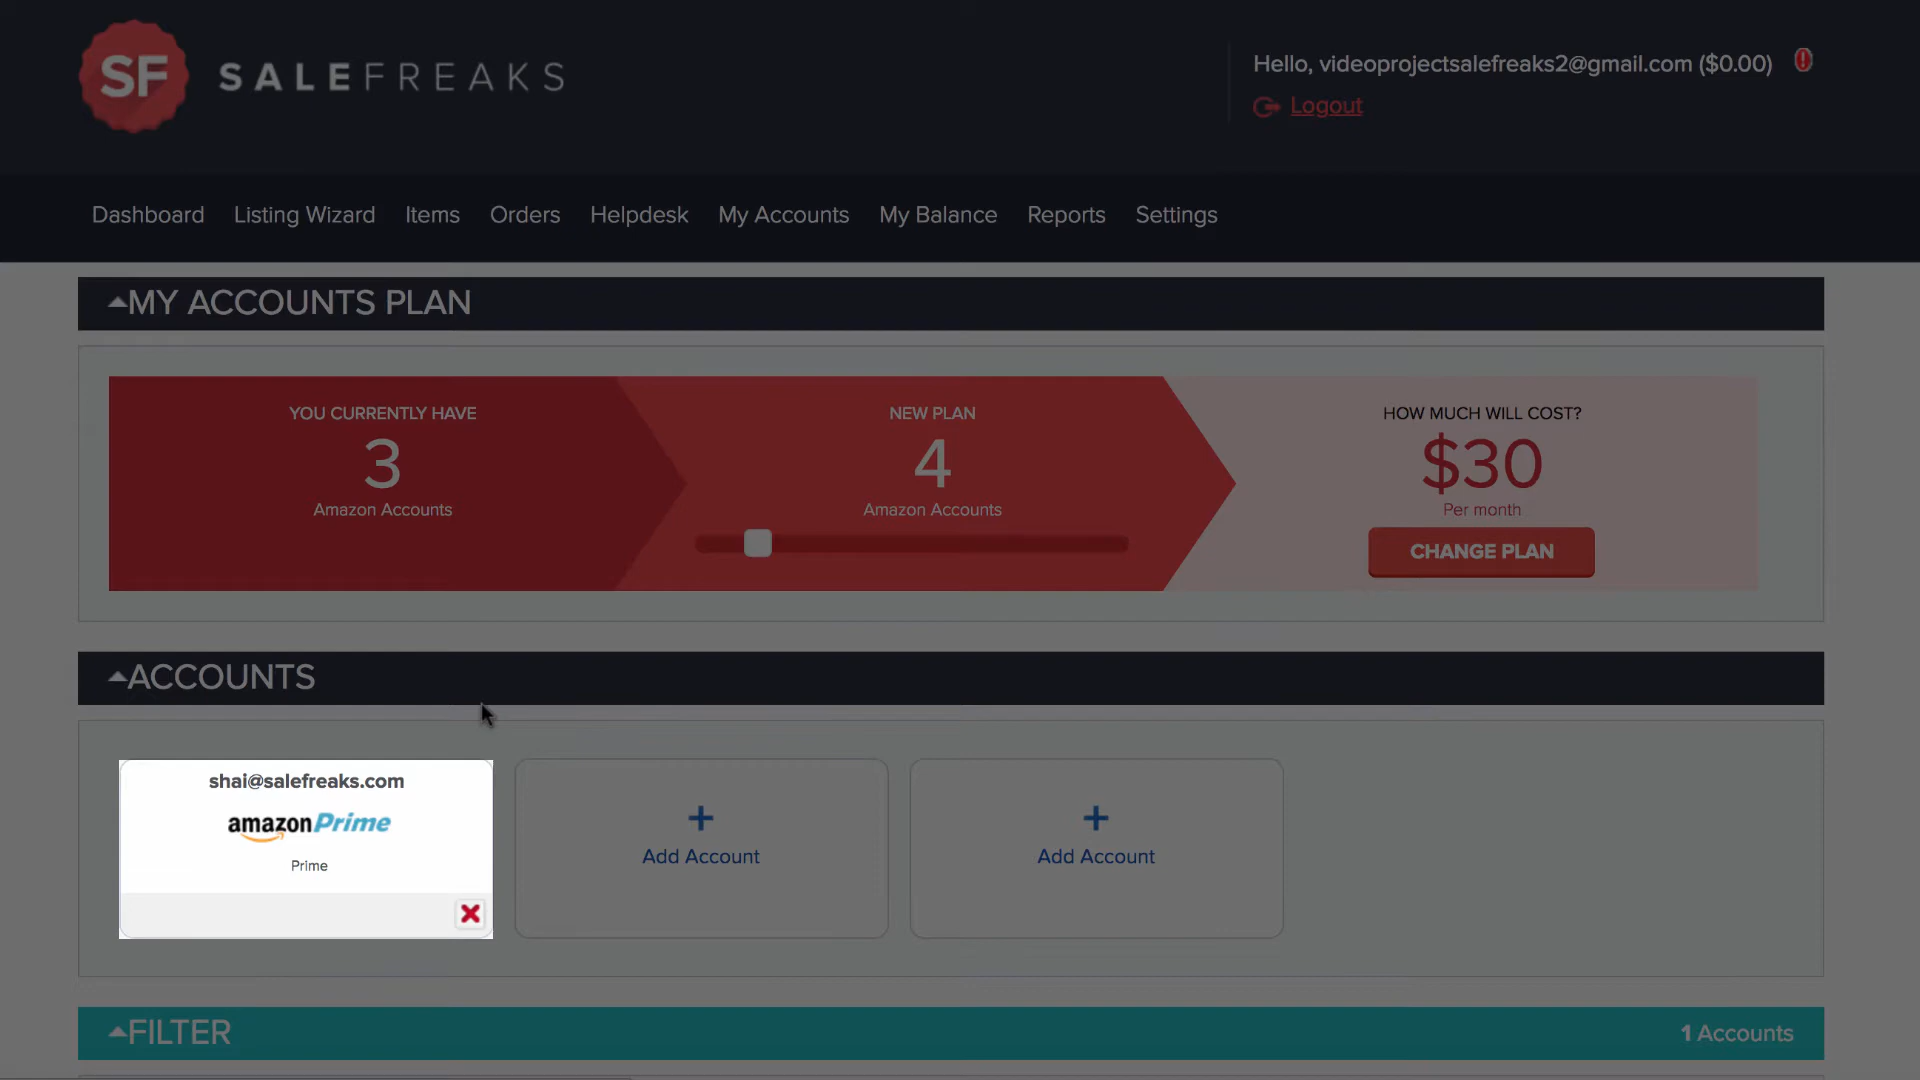 SF SALEFREAKS
Hello, videoprojectsalefreaks2@gmail.com ($0.00) !
Logout
Dashboard Listing Wizard Items Orders Helpdesk My Accounts My Balance Reports Settings
MY ACCOUNTS PLAN
YOU CURRENTLY HAVE
3
Amazon Accounts
NEW PLAN
4
Amazon Accounts
HOW MUCH WILL COST?
$30
Per month
CHANGE PLAN
ACCOUNTS
shai@salefreaks.com
amazonPrime
Prime
+
Add Account
+
Add Account
FILTER
1 Accounts